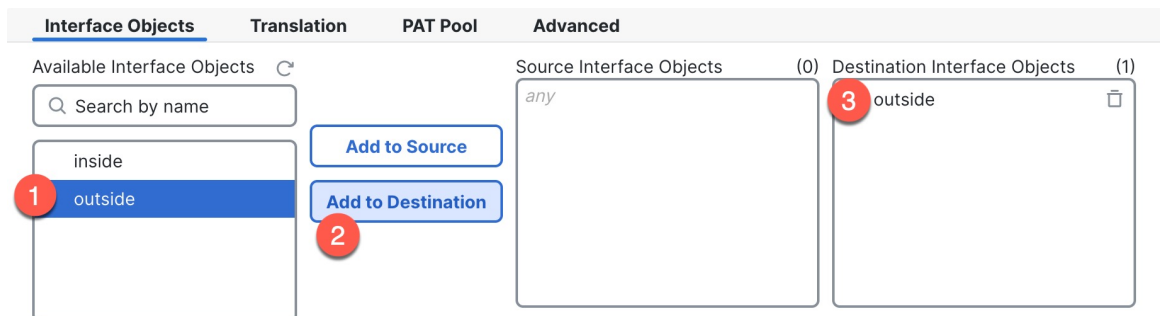 Interface Objects Translation PAT Pool Advanced
Available Interface Objects
Search by name
inside
1 outside
Add to Source
Add to Destination
2
Source Interface Objects (0)
any
Destination Interface Objects (1)
3 outside